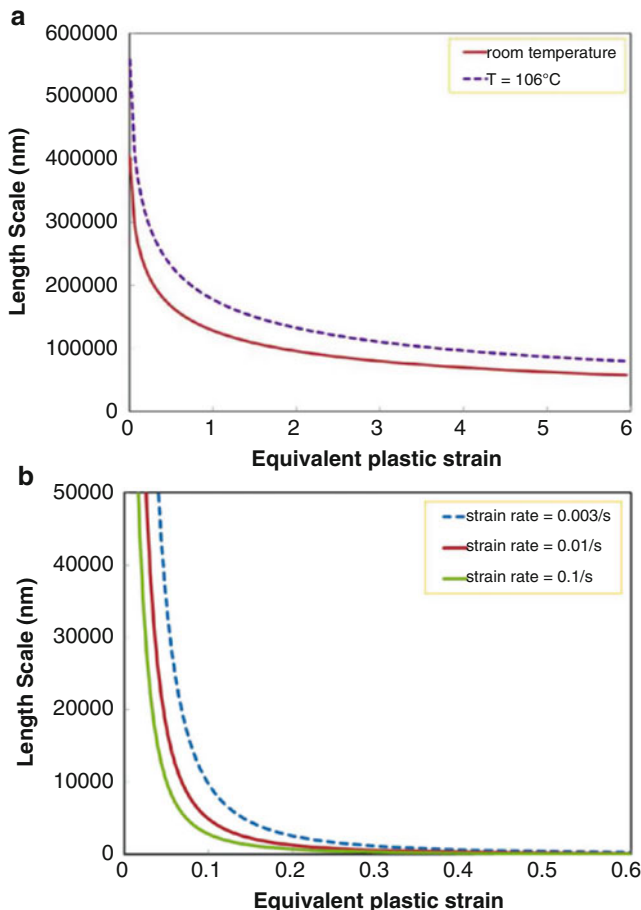 a
600000
500000
400000
300000
200000
100000
0
Length Scale (nm)
room temperature
T = 106°C
0 1 2 3 4 5 6
Equivalent plastic strain
b
50000
40000
30000
20000
10000
0
Length Scale (nm)
strain rate = 0.003/s
strain rate = 0.01/s
strain rate = 0.1/s
0 0.1 0.2 0.3 0.4 0.5 0.6
Equivalent plastic strain